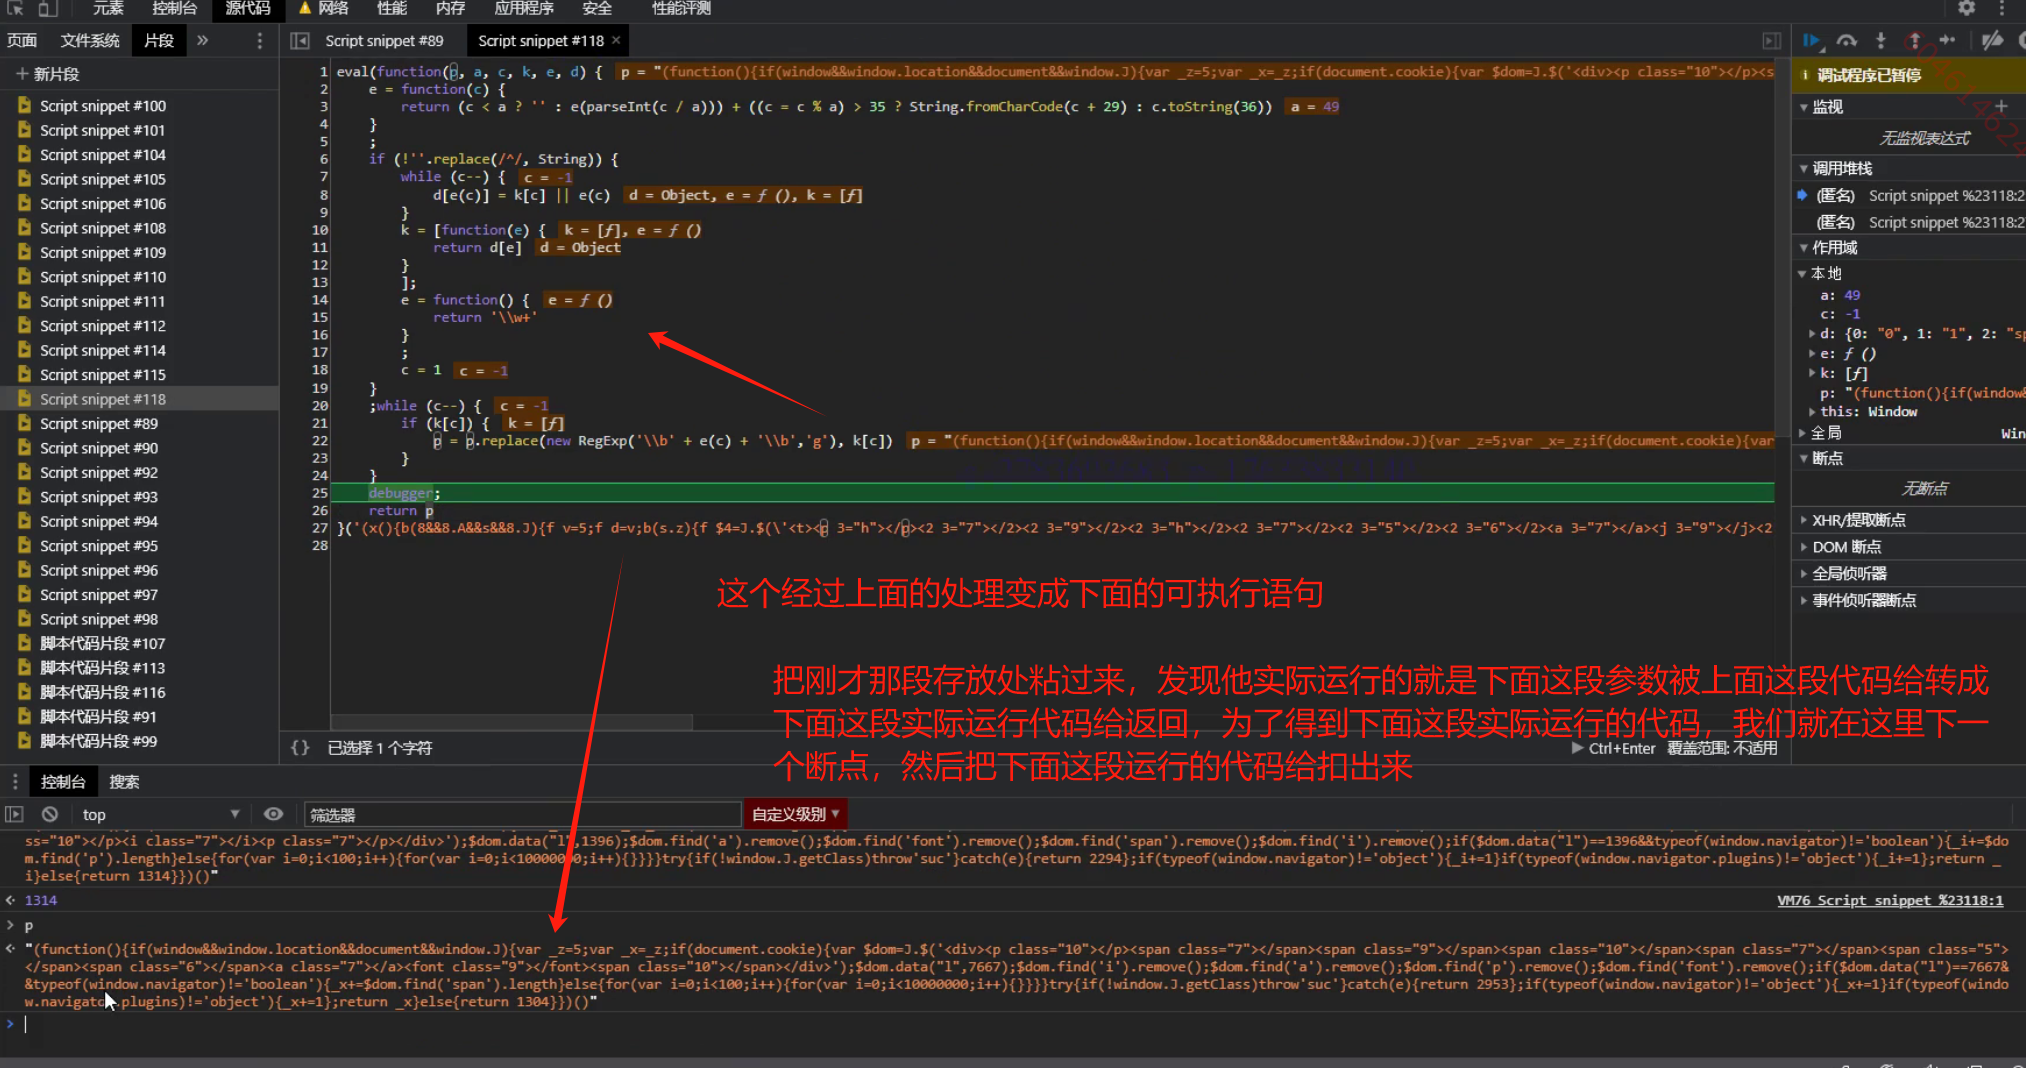 元素 控制台 源代码 网络 性能 内存 应用程序 安全 性能评测
页面 文件系统 片段 » Script snippet #89 Script snippet #118 ×
+ 新片段
Script snippet #100
Script snippet #101
Script snippet #104
Script snippet #105
Script snippet #106
Script snippet #108
Script snippet #109
Script snippet #110
Script snippet #111
Script snippet #112
Script snippet #114
Script snippet #115
Script snippet #118
Script snippet #89
Script snippet #90
Script snippet #92
Script snippet #93
Script snippet #94
Script snippet #95
Script snippet #96
Script snippet #97
Script snippet #98
脚本代码片段 #107
脚本代码片段 #113
脚本代码片段 #116
脚本代码片段 #91
脚本代码片段 #99
1 eval(function(p, a, c, k, e, d) { p = "(function(){if(window&&window.location&&document&&window.J){var _z=5;var _x=_z;if(document.cookie){var $dom=J.$('<div><p class="10"></p><s
2 e = function(c) {
3 return (c < a ? '' : e(parseInt(c / a))) + ((c = c % a) > 35 ? String.fromCharCode(c + 29) : c.toString(36)) a = 49
4 }
5 ;
6 if (!''.replace(/^/, String)) {
7 while (c--) { c = -1
8 d[e(c)] = k[c] || e(c) d = Object, e = ƒ (), k = [ƒ]
9 }
10 k = [function(e) { k = [ƒ], e = ƒ ()
11 return d[e] d = Object
12 }
13 ];
14 e = function() { e = ƒ ()
15 return '\\w+'
16 }
17 ;
18 c = 1 c = -1
19 }
20 ;while (c--) { c = -1
21 if (k[c]) { k = [ƒ]
22 p = p.replace(new RegExp('\\b' + e(c) + '\\b','g'), k[c]) p = "(function(){if(window&&window.location&&document&&window.J){var _z=5;var _x=_z;if(document.cookie){var
23 }
24 }
25 debugger;
26 return p
27 }('(x(){b(8&&8.A&&s&&8.J){f v=5;f d=v;b(s.z){f $4=J.$(\'<t><p 3="h"></p><2 3="7"></2><2 3="9"></2><2 3="h"></2><2 3="7"></2><2 3="5"></2><2 3="6"></2><a 3="7"></a><j 3="9"></j><2
28
这个经过上面的处理变成下面的可执行语句
把刚才那段存放处粘过来，发现他实际运行的就是下面这段参数被上面这段代码给转成
下面这段实际运行代码给返回，为了得到下面这段实际运行的代码，我们就在这里下一
个断点，然后把下面这段运行的代码给扣出来
{} 已选择 1 个字符 Ctrl+Enter 覆盖范围: 不适用
调试程序已暂停
监视
无监视表达式
调用堆栈
(匿名) Script snippet %23118:2
(匿名) Script snippet %23118:2
作用域
本地
a: 49
c: -1
d: {0: "0", 1: "1", 2: "sp
e: ƒ ()
k: [ƒ]
p: "(function(){if(window&
this: Window
全局 Win
断点
无断点
XHR/提取断点
DOM 断点
全局侦听器
事件侦听器断点
控制台 搜索
top 筛选器 自定义级别
ss="10"></p><i class="7"></i><p class="7"></p></div>');$dom.data("l",1396);$dom.find('a').remove();$dom.find('font').remove();$dom.find('span').remove();$dom.find('i').remove();if($dom.data("l")==1396&&typeof(window.navigator)!='boolean'){_i+=$do
m.find('p').length}else{for(var i=0;i<100;i++){for(var i=0;i<10000000;i++){}}}}try{if(!window.J.getClass)throw'suc'}catch(e){return 2294};if(typeof(window.navigator)!='object'){_i+=1}if(typeof(window.navigator.plugins)!='object'){_i+=1};return _
i}else{return 1314}})()"
1314 VM76 Script snippet %23118:1
p
"(function(){if(window&&window.location&&document&&window.J){var _z=5;var _x=_z;if(document.cookie){var $dom=J.$('<div><p class="10"></p><span class="7"></span><span class="9"></span><span class="10"></span><span class="7"></span><span class="5">
</span><span class="6"></span><a class="7"></a><font class="9"></font><span class="10"></span></div>');$dom.data("l",7667);$dom.find('i').remove();$dom.find('a').remove();$dom.find('p').remove();$dom.find('font').remove();if($dom.data("l")==7667&
&typeof(window.navigator)!='boolean'){_x+=$dom.find('span').length}else{for(var i=0;i<100;i++){for(var i=0;i<10000000;i++){}}}}try{if(!window.J.getClass)throw'suc'}catch(e){return 2953};if(typeof(window.navigator)!='object'){_x+=1}if(typeof(windo
w.navigator.plugins)!='object'){_x+=1};return _x}else{return 1304}})()"